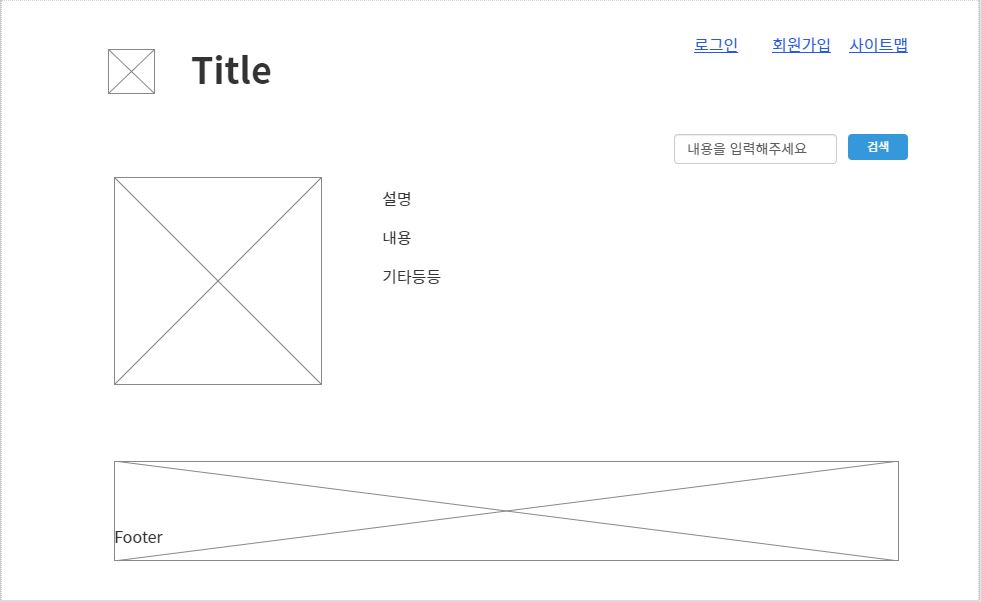 로그인 회원가입 사이트맵
Title
내용을 입력해주세요 검색
설명
내용
기타등등
Footer